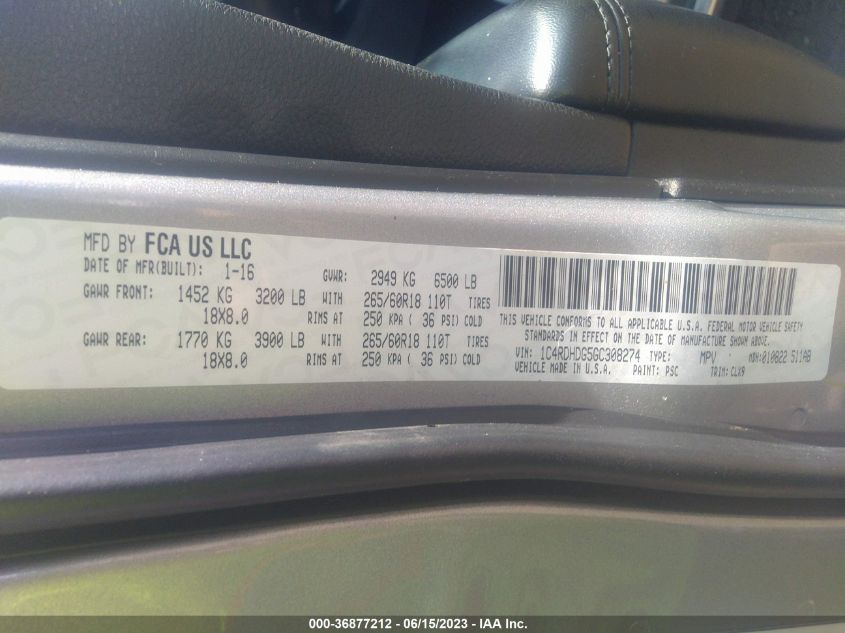 MFD BY FCA US LLC
DATE OF MFR(BUILT): 1-16 GVWR: 2949 KG 6500 LB
GAWR FRONT: 1452 KG 3200 LB WITH 265/60R18 110T TIRES
18X8.0 RIMS AT 250 KPA ( 36 PSI) COLD
GAWR REAR: 1770 KG 3900 LB WITH 265/60R18 110T TIRES
18X8.0 RIMS AT 250 KPA ( 36 PSI) COLD
THIS VEHICLE CONFORMS TO ALL APPLICABLE U.S.A. FEDERAL MOTOR VEHICLE SAFETY
STANDARDS IN EFFECT ON THE DATE OF MANUFACTURE SHOWN ABOVE.
VIN: 1C4RDHDG5GC308274 TYPE: MPV MDH: 010822 511AB
VEHICLE MADE IN U.S.A. PAINT: PSC TRIM: CLX9
000-36877212 - 06/15/2023 - IAA Inc.